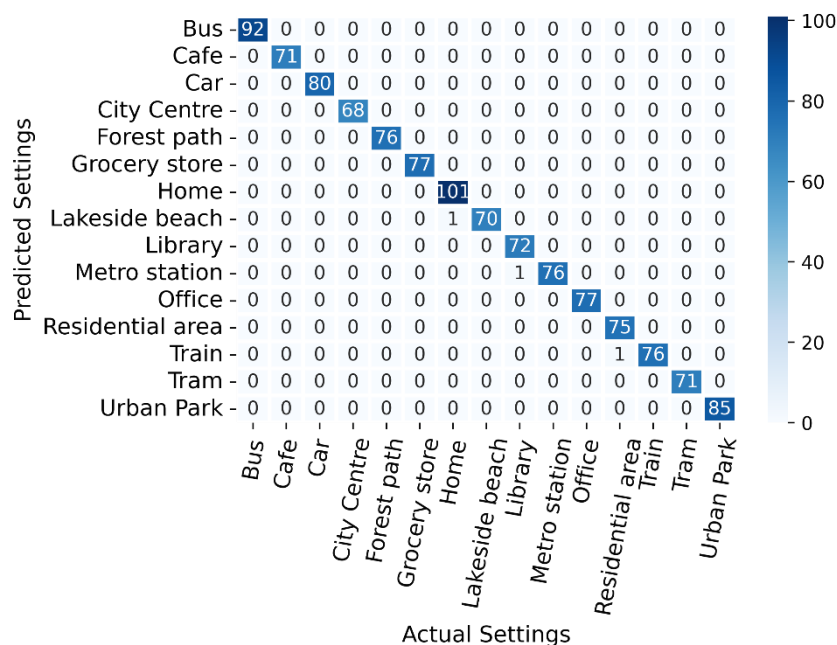 Predicted Settings
Bus 92 0 0 0 0 0 0 0 0 0 0 0 0 0 0
Cafe 0 71 0 0 0 0 0 0 0 0 0 0 0 0 0
Car 0 0 80 0 0 0 0 0 0 0 0 0 0 0 0
City Centre 0 0 0 68 0 0 0 0 0 0 0 0 0 0 0
Forest path 0 0 0 0 76 0 0 0 0 0 0 0 0 0 0
Grocery store 0 0 0 0 0 77 0 0 0 0 0 0 0 0 0
Home 0 0 0 0 0 0 101 0 0 0 0 0 0 0 0
Lakeside beach 0 0 0 0 0 0 1 70 0 0 0 0 0 0 0
Library 0 0 0 0 0 0 0 0 72 0 0 0 0 0 0
Metro station 0 0 0 0 0 0 0 0 1 76 0 0 0 0 0
Office 0 0 0 0 0 0 0 0 0 0 77 0 0 0 0
Residential area 0 0 0 0 0 0 0 0 0 0 0 75 0 0 0
Train 0 0 0 0 0 0 0 0 0 0 0 1 76 0 0
Tram 0 0 0 0 0 0 0 0 0 0 0 0 0 71 0
Urban Park 0 0 0 0 0 0 0 0 0 0 0 0 0 0 85
Bus
Cafe
Car
City Centre
Forest path
Grocery store
Home
Lakeside beach
Library
Metro station
Office
Residential area
Train
Tram
Urban Park
Actual Settings
100
80
60
40
20
0